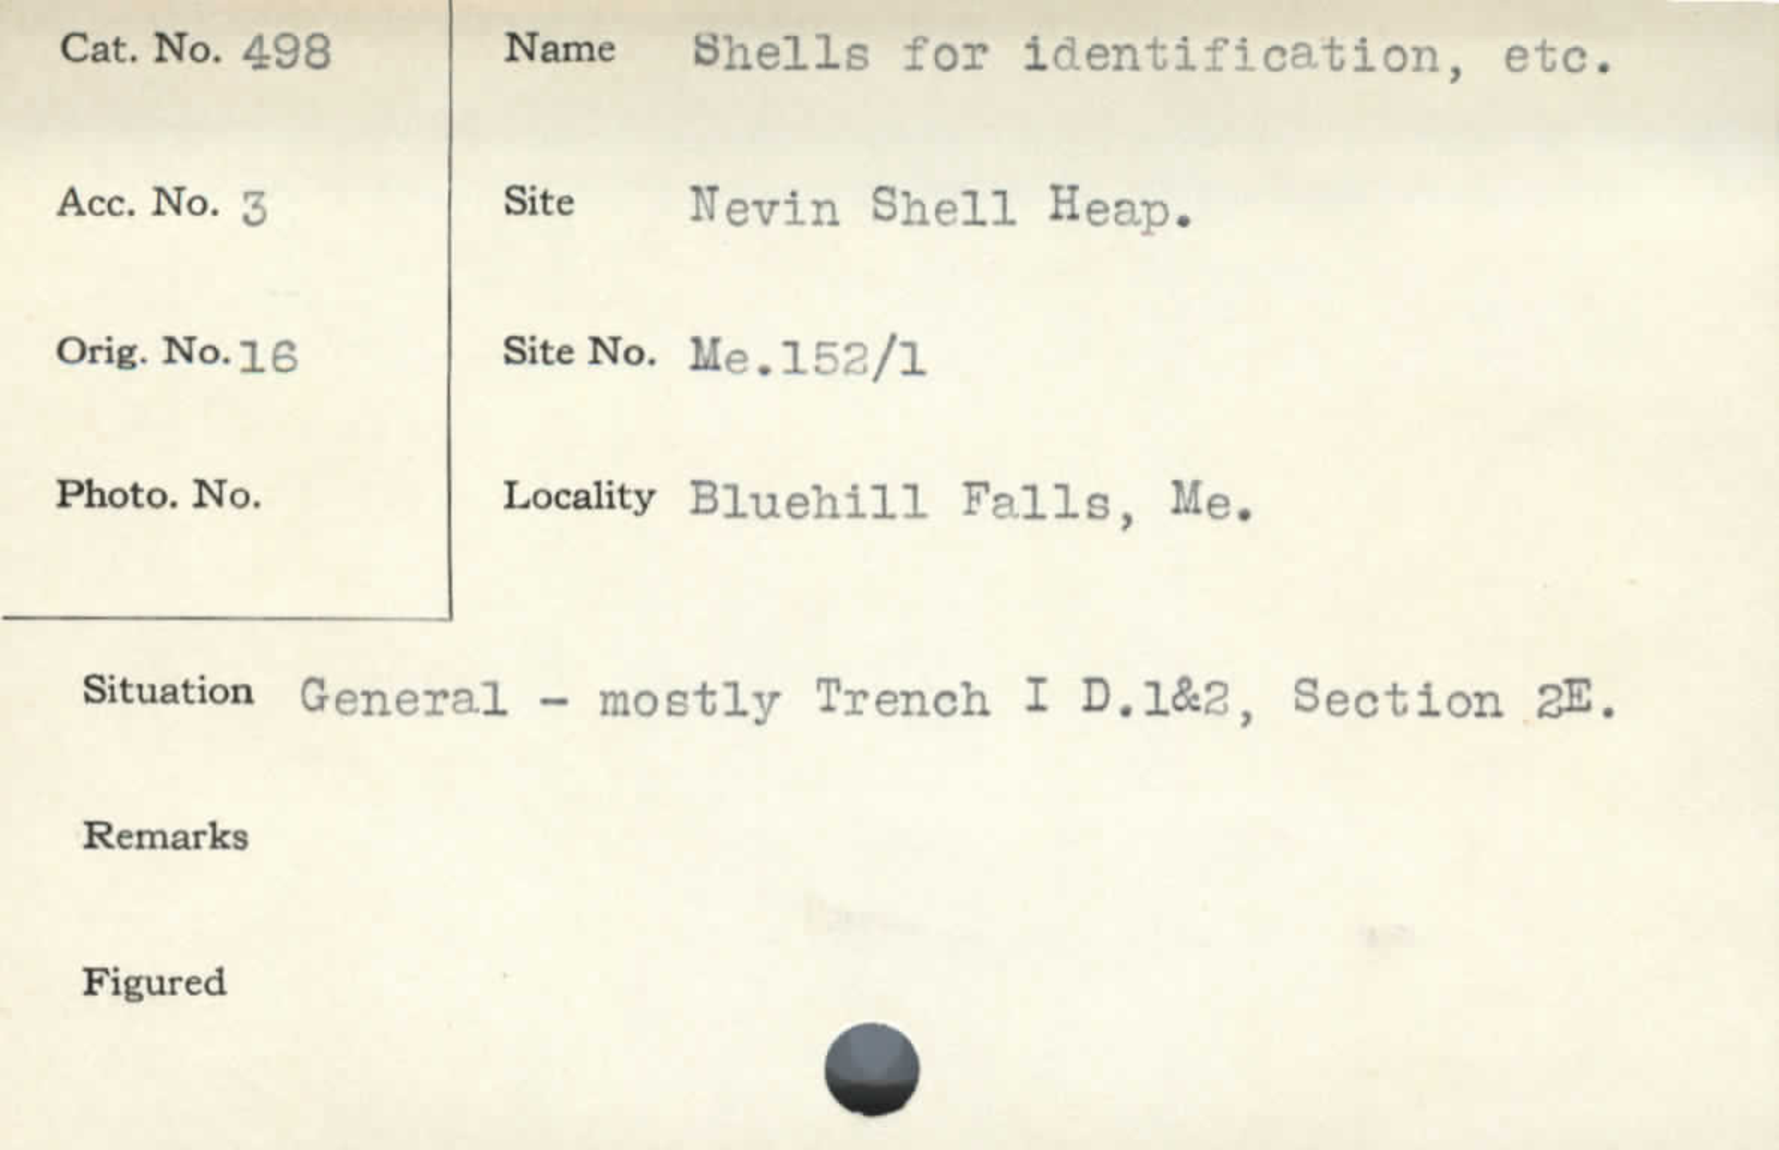 Cat. No. 498
Acc. No. 3
Orig. No. 16
Photo. No.
Name Shells for identification, etc.
Site Nevin Shell Heap.
Site No. Me.152/1
Locality Bluehill Falls, Me.
Situation General - mostly Trench I D.1&2, Section 2E.
Remarks
Figured